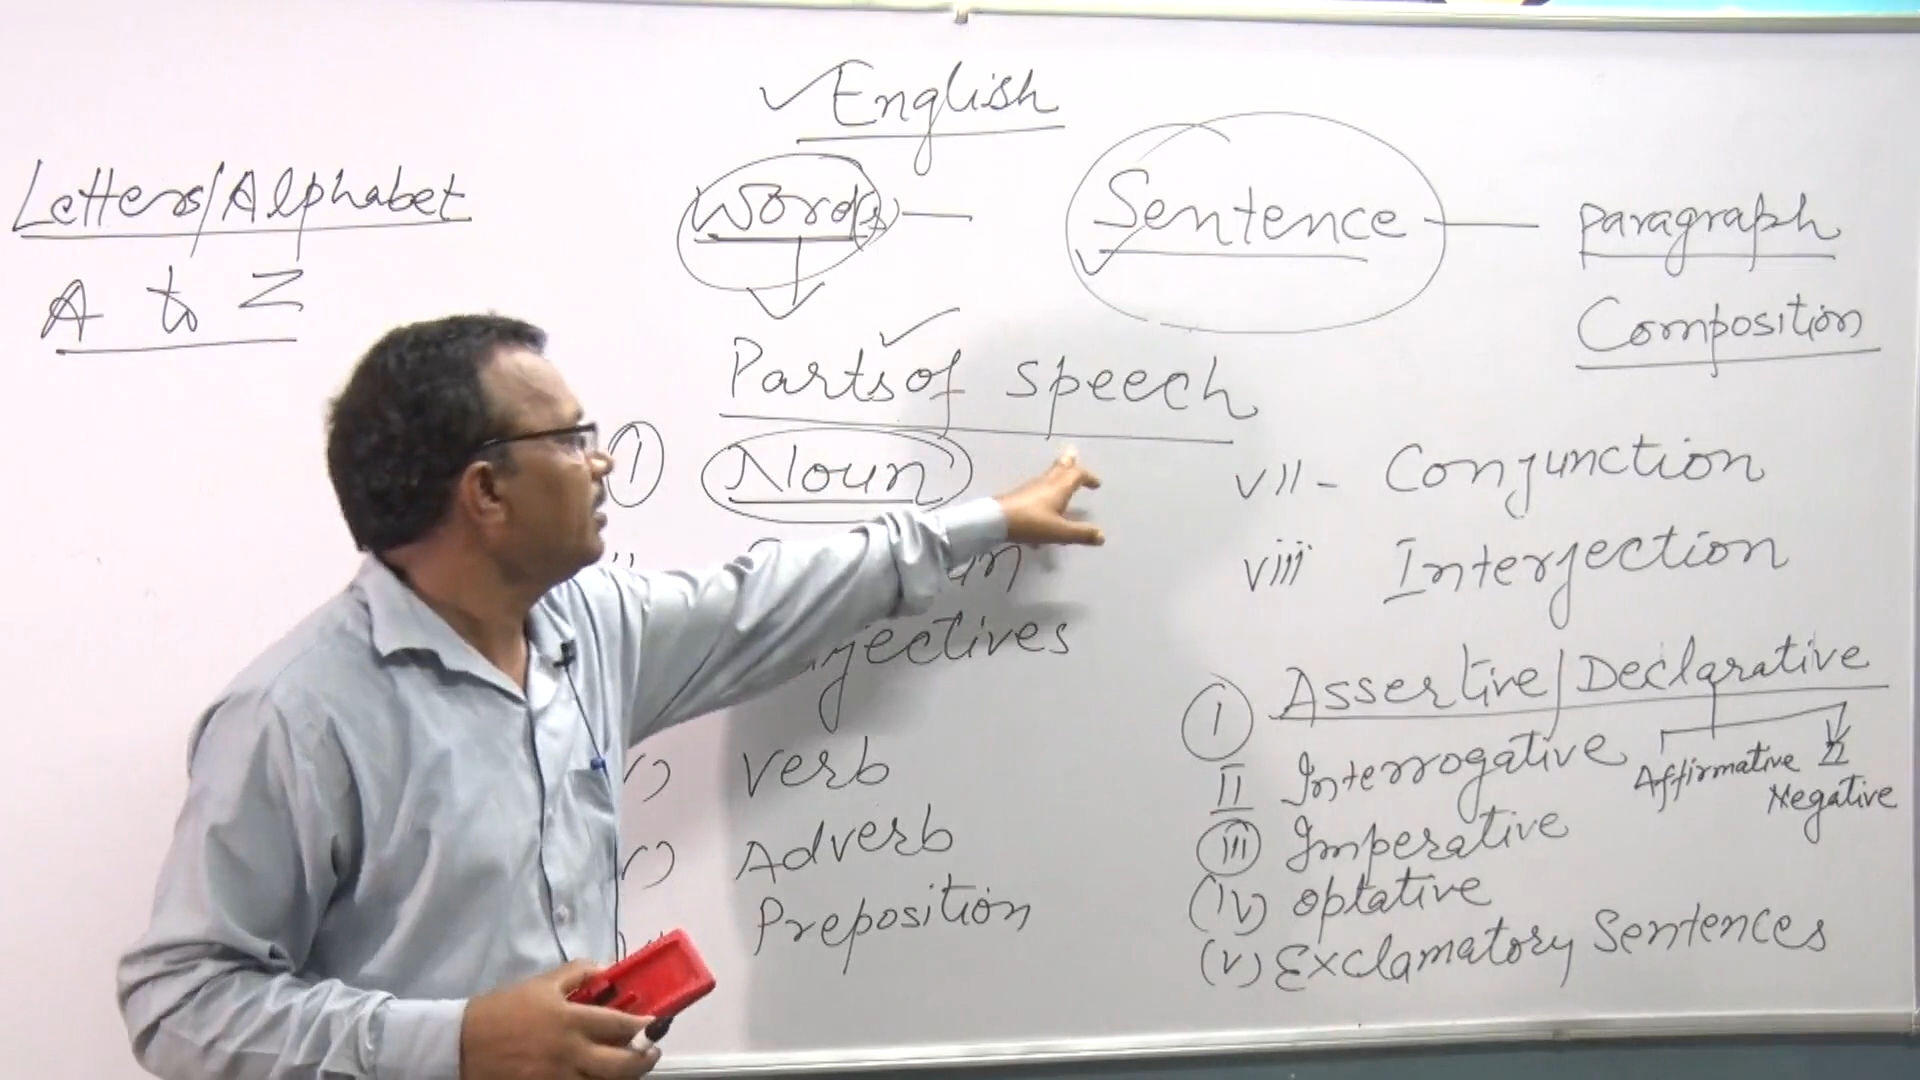 English
Letters/Alphabet
A to Z
Word(s)
Sentence
paragraph
Composition
Parts of speech
I Noun
Verb
Adverb
Preposition
VII - Conjunction
viii Interjection
I Assertive/Declarative
Affirmative
Negative
II Interrogative
III Imperative
(IV) optative
(V) Exclamatory Sentences